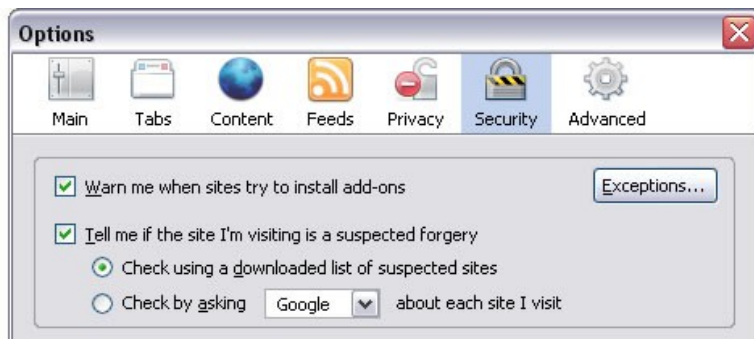 Options
Main Tabs Content Feeds Privacy Security Advanced
Warn me when sites try to install add-ons Exceptions...
Tell me if the site I'm visiting is a suspected forgery
Check using a downloaded list of suspected sites
Check by asking Google about each site I visit